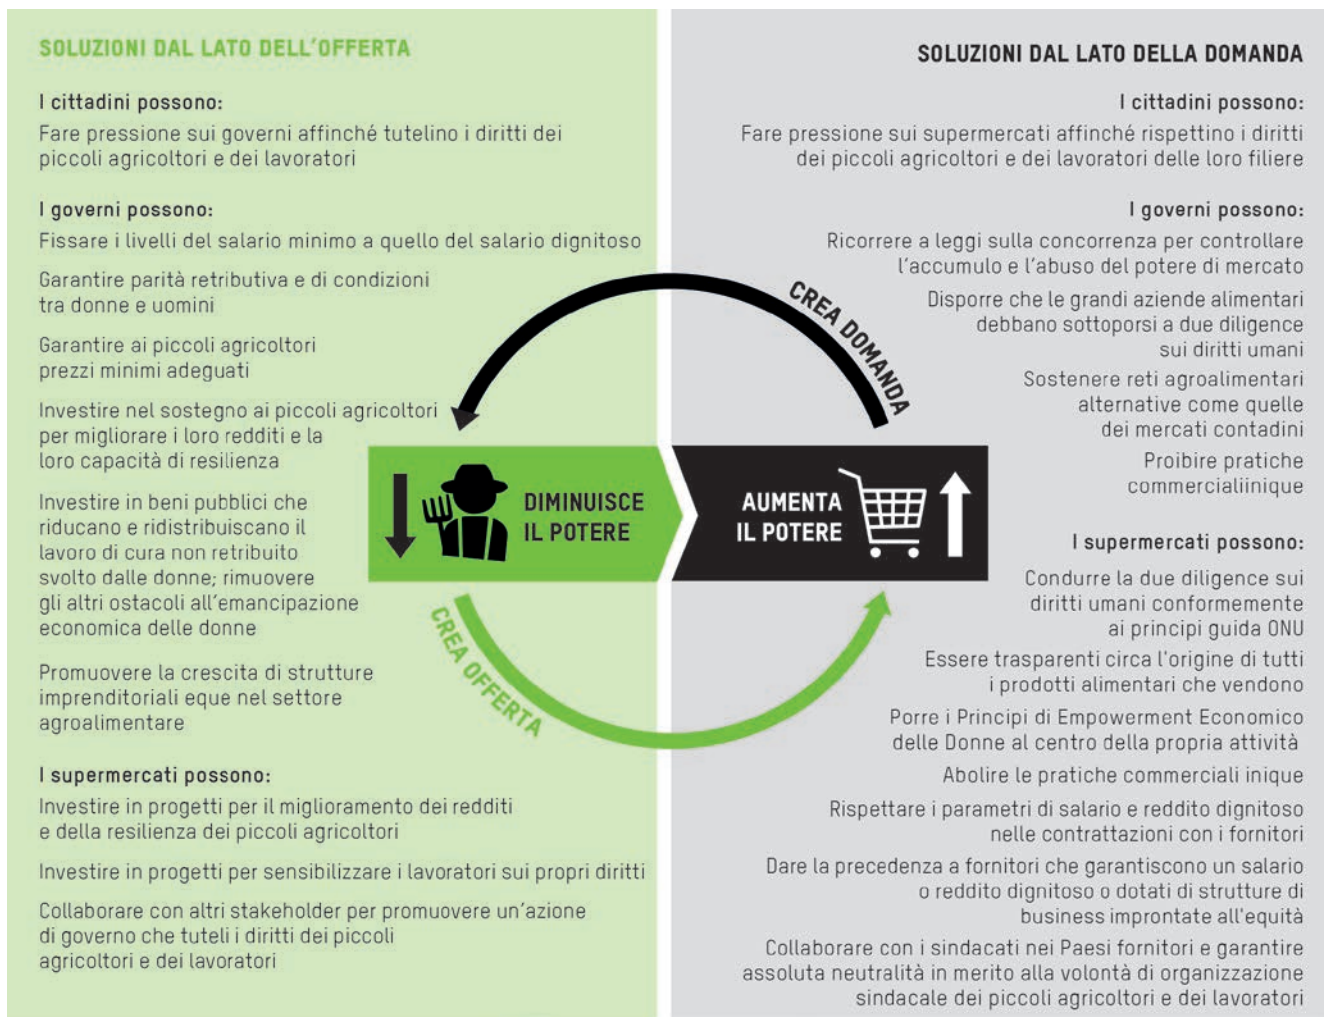 SOLUZIONI DAL LATO DELL'OFFERTA
I cittadini possono:
Fare pressione sui governi affinché tutelino i diritti dei
piccoli agricoltori e dei lavoratori
I governi possono:
Fissare i livelli del salario minimo a quello del salario dignitoso
Garantire parità retributiva e di condizioni
tra donne e uomini
Garantire ai piccoli agricoltori
prezzi minimi adeguati
Investire nel sostegno ai piccoli agricoltori
per migliorare i loro redditi e la
loro capacità di resilienza
Investire in beni pubblici che
riducano e ridistribuiscano il
lavoro di cura non retribuito
svolto dalle donne; rimuovere
gli altri ostacoli all'emancipazione
economica delle donne
Promuovere la crescita di strutture
imprenditoriali eque nel settore
agroalimentare
I supermercati possono:
Investire in progetti per il miglioramento dei redditi
e della resilienza dei piccoli agricoltori
Investire in progetti per sensibilizzare i lavoratori sui propri diritti
Collaborare con altri stakeholder per promuovere un'azione
di governo che tuteli i diritti dei piccoli
agricoltori e dei lavoratori
CREA DOMANDA
DIMINUISCE
IL POTERE
AUMENTA
IL POTERE
CREA OFFERTA
SOLUZIONI DAL LATO DELLA DOMANDA
I cittadini possono:
Fare pressione sui supermercati affinché rispettino i diritti
dei piccoli agricoltori e dei lavoratori delle loro filiere
I governi possono:
Ricorrere a leggi sulla concorrenza per controllare
l'accumulo e l'abuso del potere di mercato
Disporre che le grandi aziende alimentari
debbano sottoporsi a due diligence
sui diritti umani
Sostenere reti agroalimentari
alternative come quelle
dei mercati contadini
Proibire pratiche
commercialiinique
I supermercati possono:
Condurre la due diligence sui
diritti umani conformemente
ai principi guida ONU
Essere trasparenti circa l'origine di tutti
i prodotti alimentari che vendono
Porre i Principi di Empowerment Economico
delle Donne al centro della propria attività
Abolire le pratiche commerciali inique
Rispettare i parametri di salario e reddito dignitoso
nelle contrattazioni con i fornitori
Dare la precedenza a fornitori che garantiscono un salario
o reddito dignitoso o dotati di strutture di
business improntate all'equità
Collaborare con i sindacati nei Paesi fornitori e garantire
assoluta neutralità in merito alla volontà di organizzazione
sindacale dei piccoli agricoltori e dei lavoratori